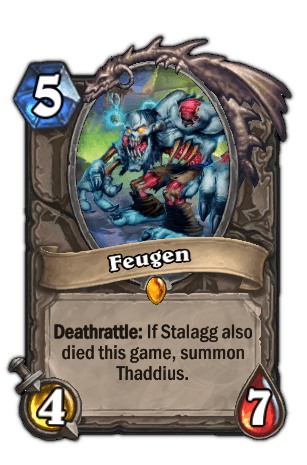 5
Feugen
Deathrattle: If Stalagg also
died this game, summon
Thaddius.
4
7